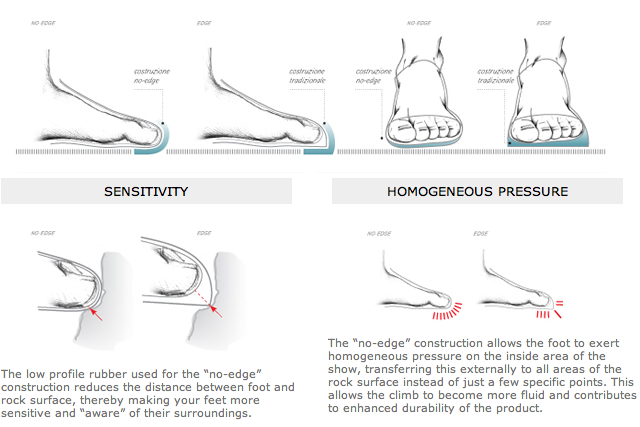 NO-EDGE
EDGE
NO-EDGE
EDGE
costruzione
no-edge
costruzione
tradizionale
costruzione
no-edge
costruzione
tradizionale
SENSITIVITY
HOMOGENEOUS PRESSURE
NO-EDGE
EDGE
NO-EDGE
EDGE
The low profile rubber used for the “no-edge”
construction reduces the distance between foot and
rock surface, thereby making your feet more
sensitive and “aware” of their surroundings.
The “no-edge” construction allows the foot to exert
homogeneous pressure on the inside area of the
show, transferring this externally to all areas of the
rock surface instead of just a few specific points. This
allows the climb to become more fluid and contributes
to enhanced durability of the product.